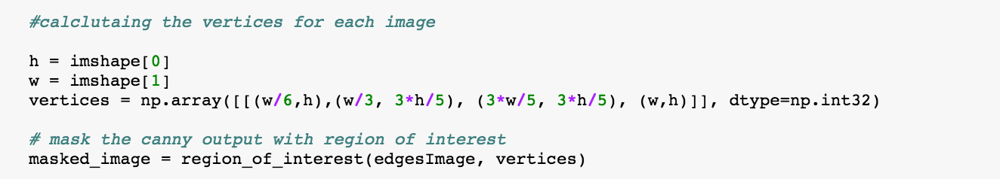 #calclutaing the vertices for each image
h = imshape[0]
w = imshape[1]
vertices = np.array([[(w/6,h),(w/3, 3*h/5), (3*w/5, 3*h/5), (w,h)]], dtype=np.int32)
# mask the canny output with region of interest
masked_image = region_of_interest(edgesImage, vertices)